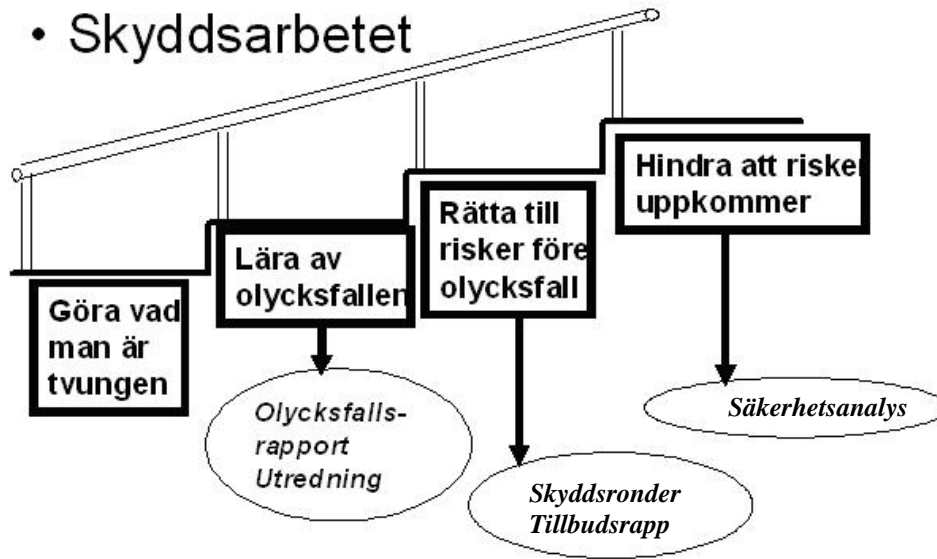 • Skyddsarbetet
Göra vad
man är
tvungen
Lära av
olycksfallen
Rätta till
risker före
olycksfall
Hindra att risker
uppkommer
Olycksfalls-
rapport
Utredning
Skyddsronder
Tillbudsrapp
Säkerhetsanalys